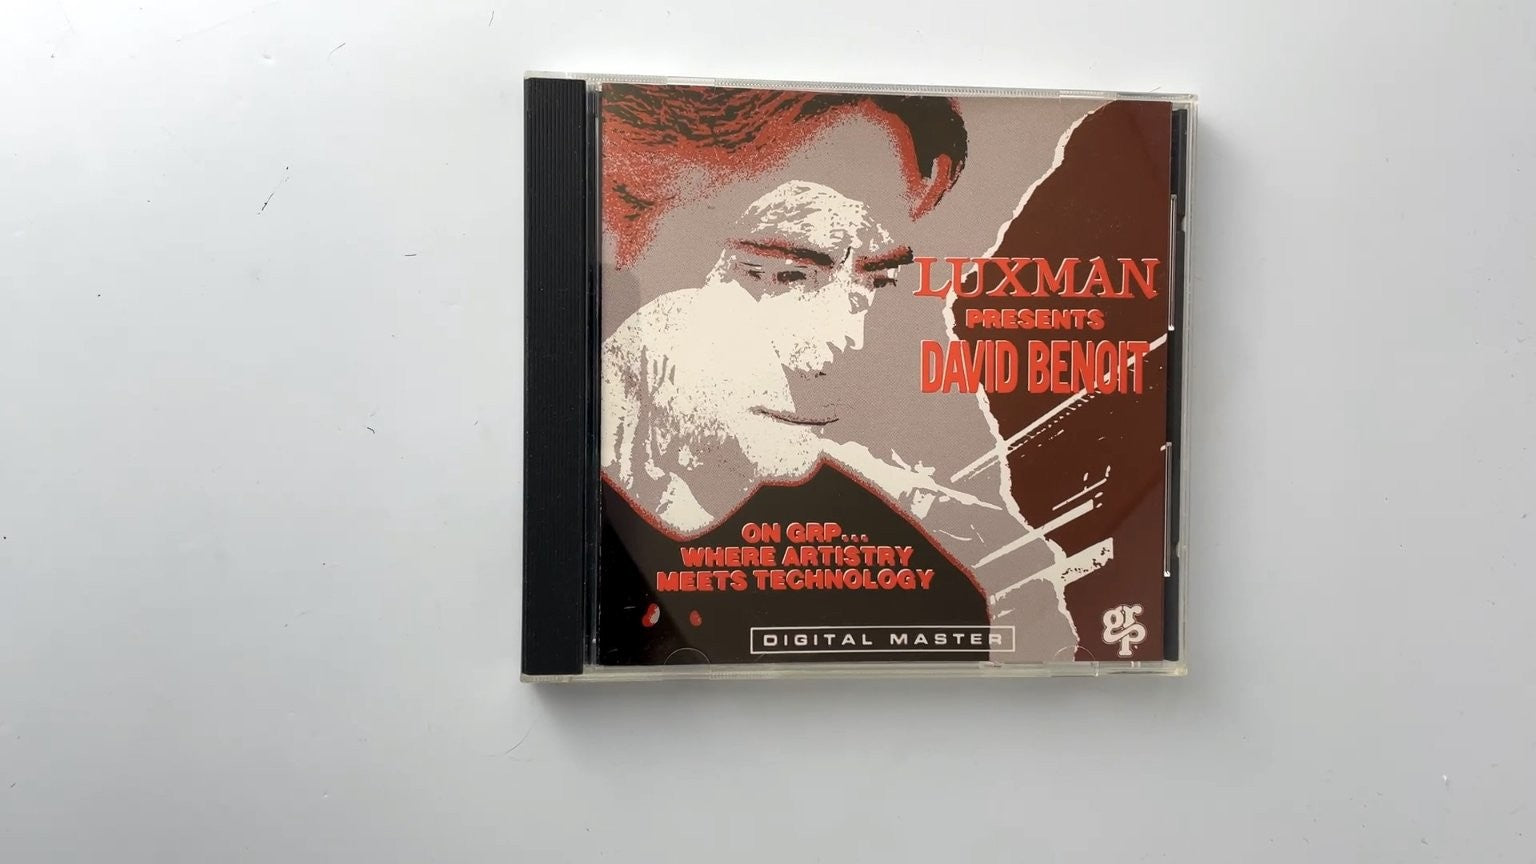 LUXMAN
PRESENTS
DAVID BENOIT
ON GRP...
WHERE ARTISTRY
MEETS TECHNOLOGY
DIGITAL MASTER
grp